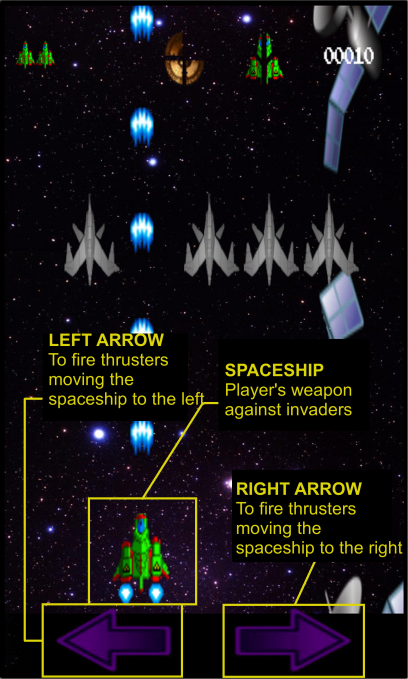 00010
LEFT ARROW
To fire thrusters
moving the
spaceship to the left
SPACESHIP
Player's weapon
against invaders
RIGHT ARROW
To fire thrusters
moving the
spaceship to the right